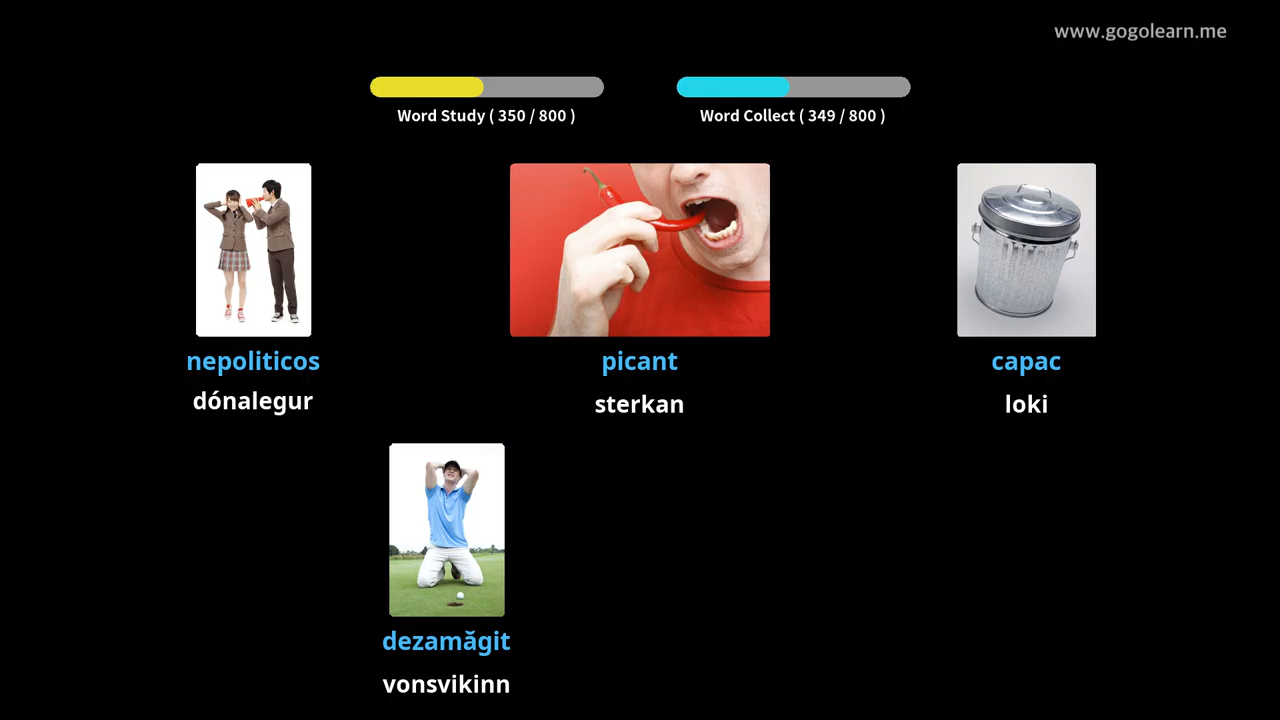 www.gogolearn.me
Word Study ( 350 / 800 )
Word Collect ( 349 / 800 )
nepoliticos
picant
capac
dónalegur
sterkan
loki
dezamăgit
vonsvikinn